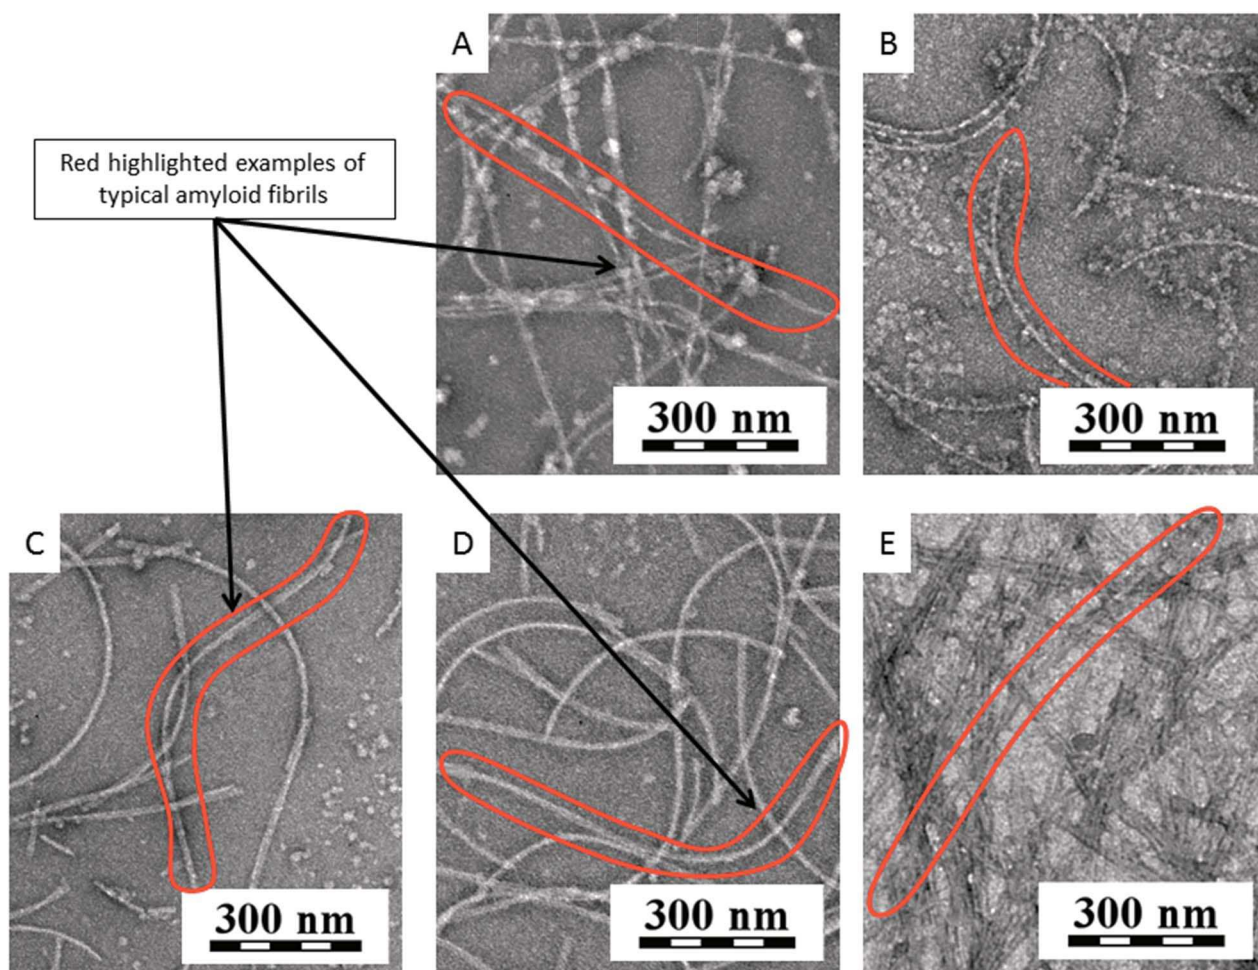 A
B
Red highlighted examples of
typical amyloid fibrils
300 nm
300 nm
C
D
E
300 nm
300 nm
300 nm